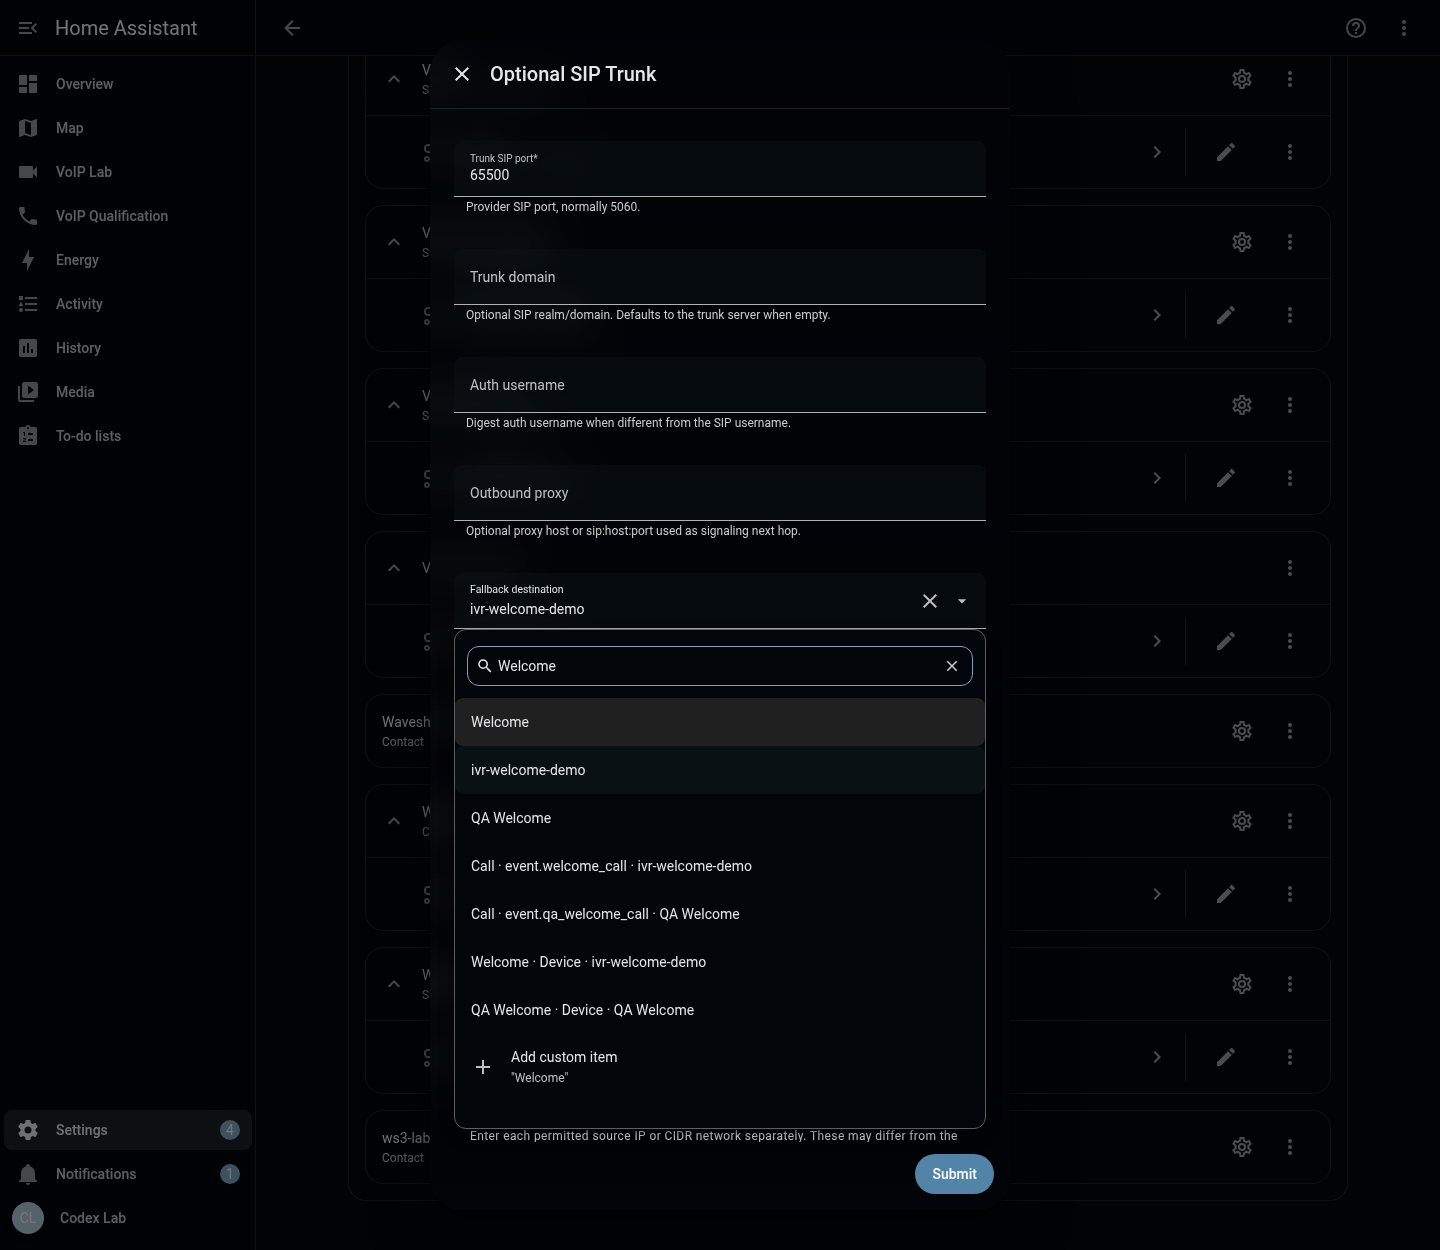 Home Assistant
Overview
Map
VoIP Lab
VoIP Qualification
Energy
Activity
History
Media
To-do lists
Settings
4
Notifications
1
CL
Codex Lab
Optional SIP Trunk
Trunk SIP port*
65500
Provider SIP port, normally 5060.
Trunk domain
Optional SIP realm/domain. Defaults to the trunk server when empty.
Auth username
Digest auth username when different from the SIP username.
Outbound proxy
Optional proxy host or sip:host:port used as signaling next hop.
Fallback destination
ivr-welcome-demo
Welcome
Welcome
ivr-welcome-demo
QA Welcome
Call · event.welcome_call · ivr-welcome-demo
Call · event.qa_welcome_call · QA Welcome
Welcome · Device · ivr-welcome-demo
QA Welcome · Device · QA Welcome
Add custom item
"Welcome"
Enter each permitted source IP or CIDR network separately. These may differ from the
Submit
Contact
ws3-lab
Contact